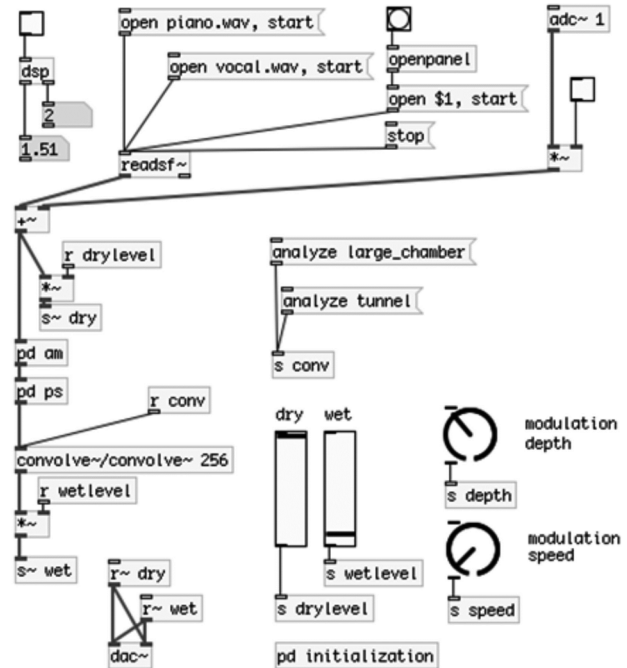 open piano.wav, start
adc~ 1
open vocal.wav, start
openpanel
dsp
2
open $1, start
1.51
stop
readsf~
*~
+~
r drylevel
analyze large_chamber
*~
analyze tunnel
s~ dry
pd am
s conv
pd ps
r conv
dry
wet
modulation
depth
convolve~/convolve~ 256
r wetlevel
s depth
*~
modulation
speed
s~ wet
r~ dry
s wetlevel
r~ wet
s drylevel
s speed
dac~
pd initialization